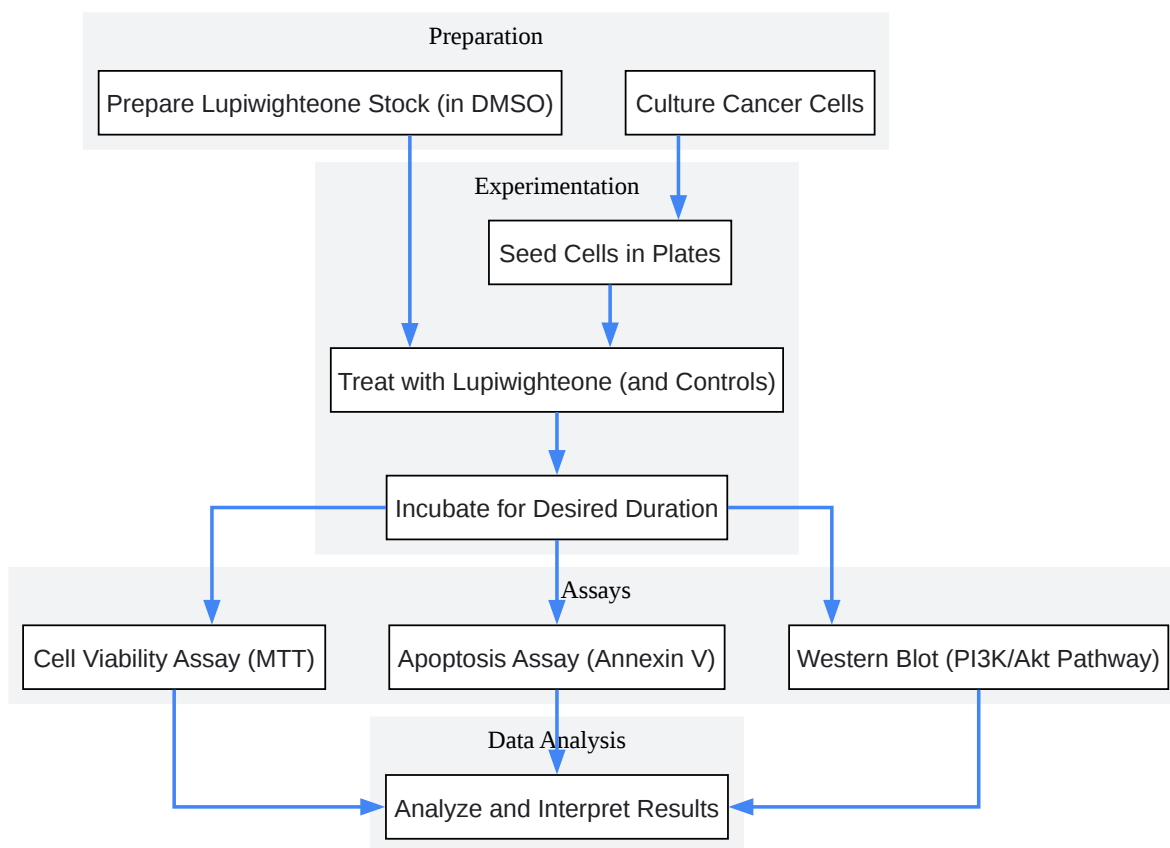 Preparation
Prepare Lupiwighteone Stock (in DMSO)
Culture Cancer Cells
Experimentation
Seed Cells in Plates
Treat with Lupiwighteone (and Controls)
Incubate for Desired Duration
Assays
Cell Viability Assay (MTT)
Apoptosis Assay (Annexin V)
Western Blot (PI3K/Akt Pathway)
Data Analysis
Analyze and Interpret Results